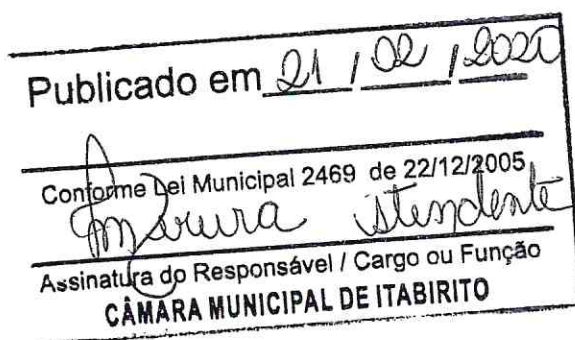 Publicado em 21 / 02 / 2020
Conforme Lei Municipal 2469 de 22/12/2005
Assinatura do Responsável / Cargo ou Função
CÂMARA MUNICIPAL DE ITABIRITO